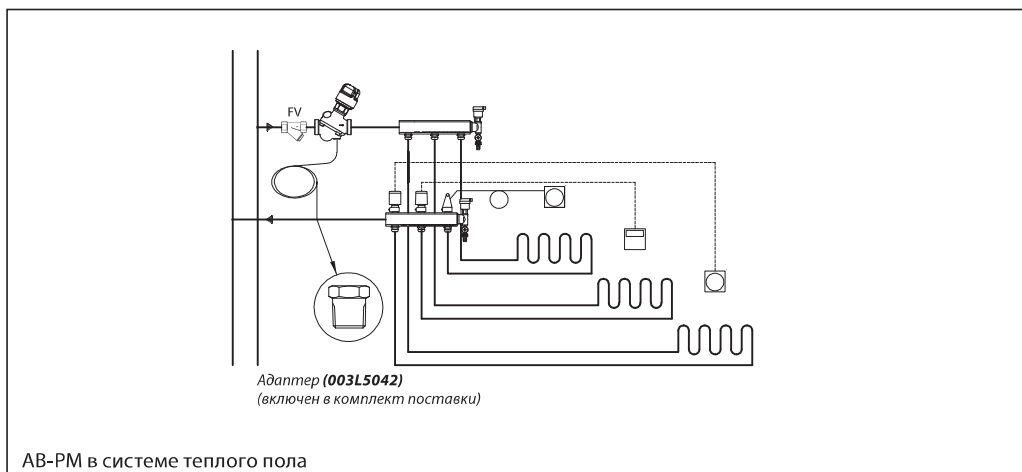 FV
Адаптер (003L5042)
(включен в комплект поставки)
AB-PM в системе теплого пола